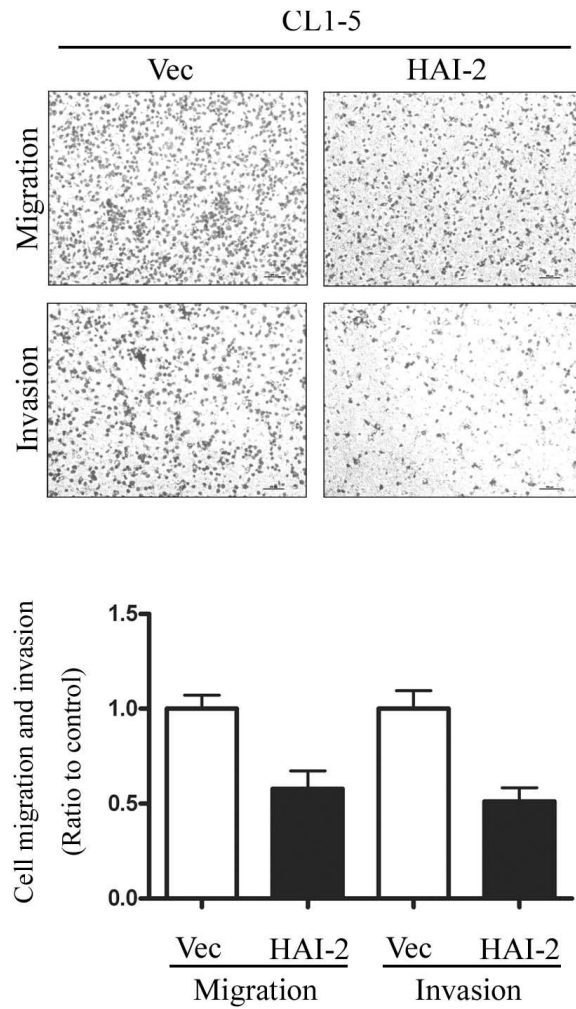 CL1-5
Vec HAI-2
Migration
Invasion
Cell migration and invasion
(Ratio to control)
1.5
1.0
0.5
0.0
Vec HAI-2 Vec HAI-2
Migration Invasion